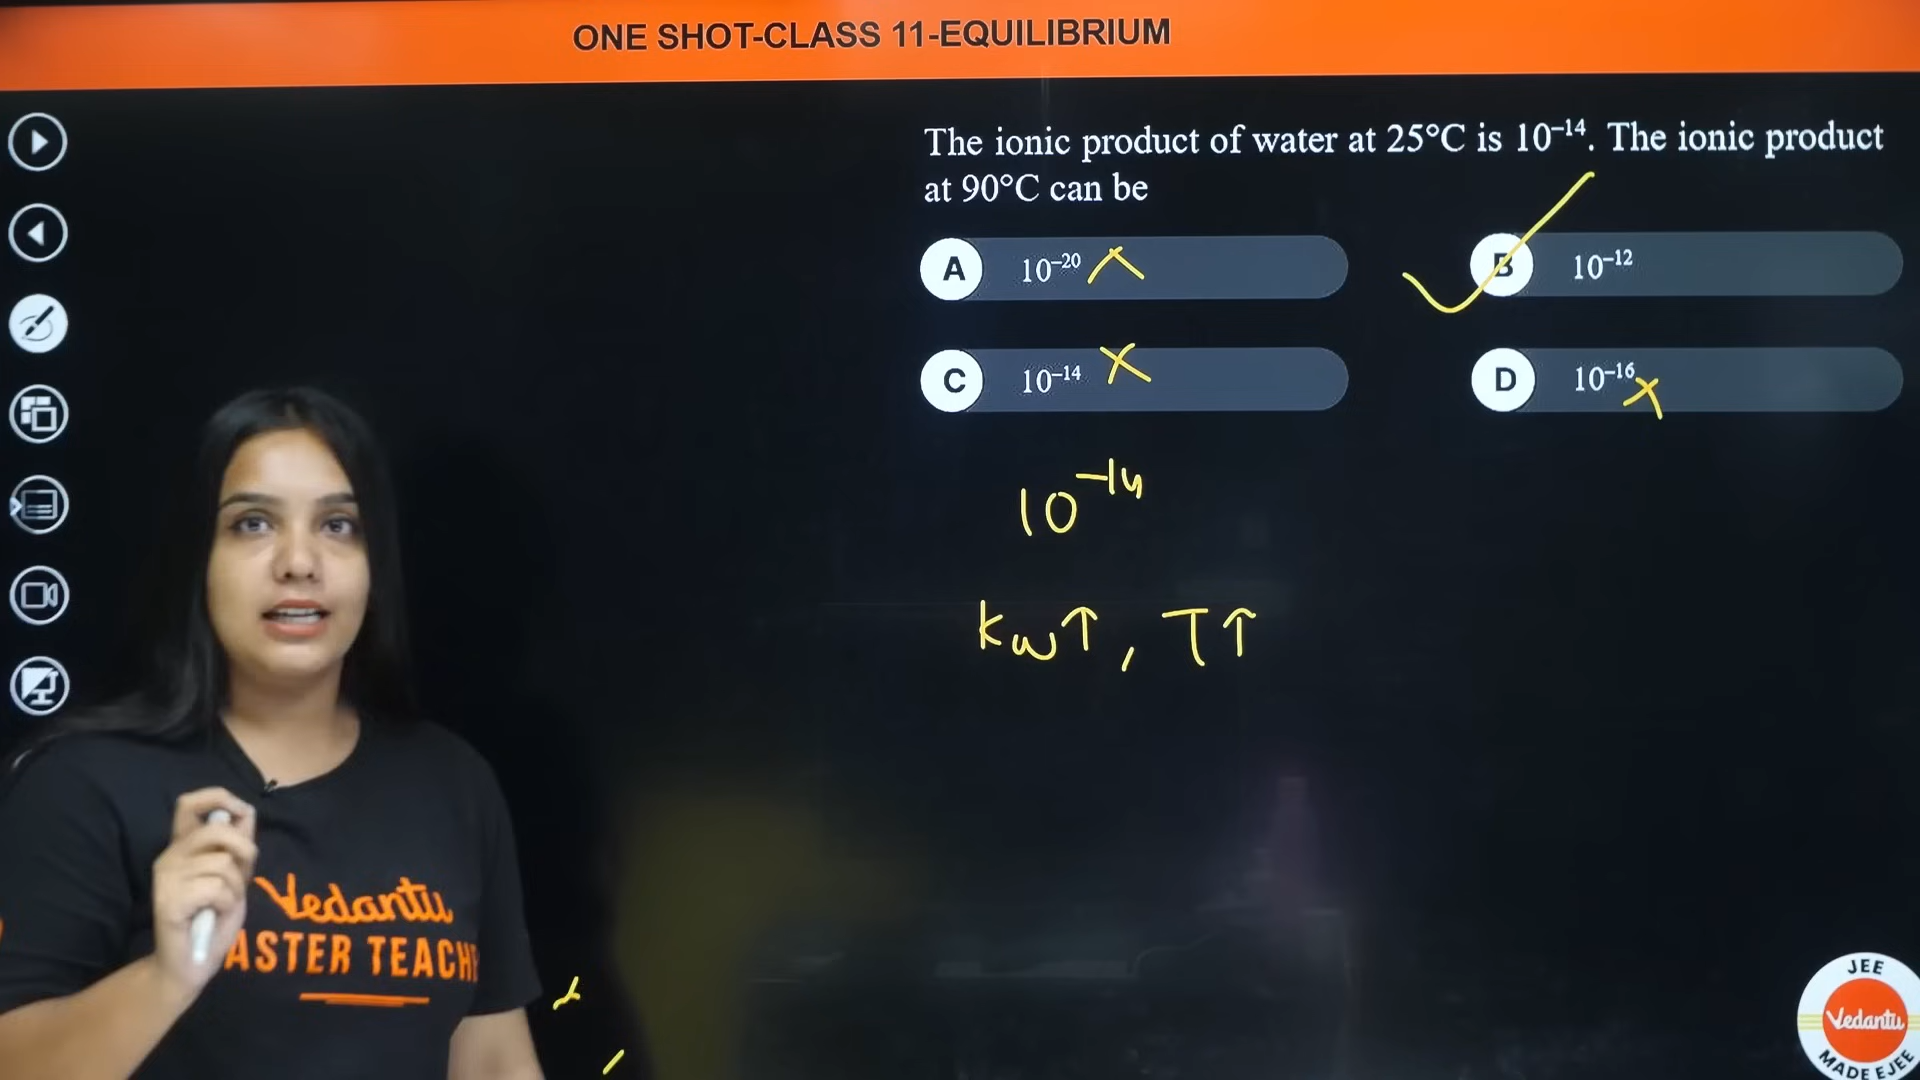 ONE SHOT-CLASS 11-EQUILIBRIUM
The ionic product of water at 25°C is 10⁻¹⁴. The ionic product
at 90°C can be
A 10⁻²⁰
B 10⁻¹²
C 10⁻¹⁴
D 10⁻¹⁶
10⁻¹⁴
kw↑, T↑
Vedantu
ASTER TEACHE
JEE
Vedantu
MADE EJEE